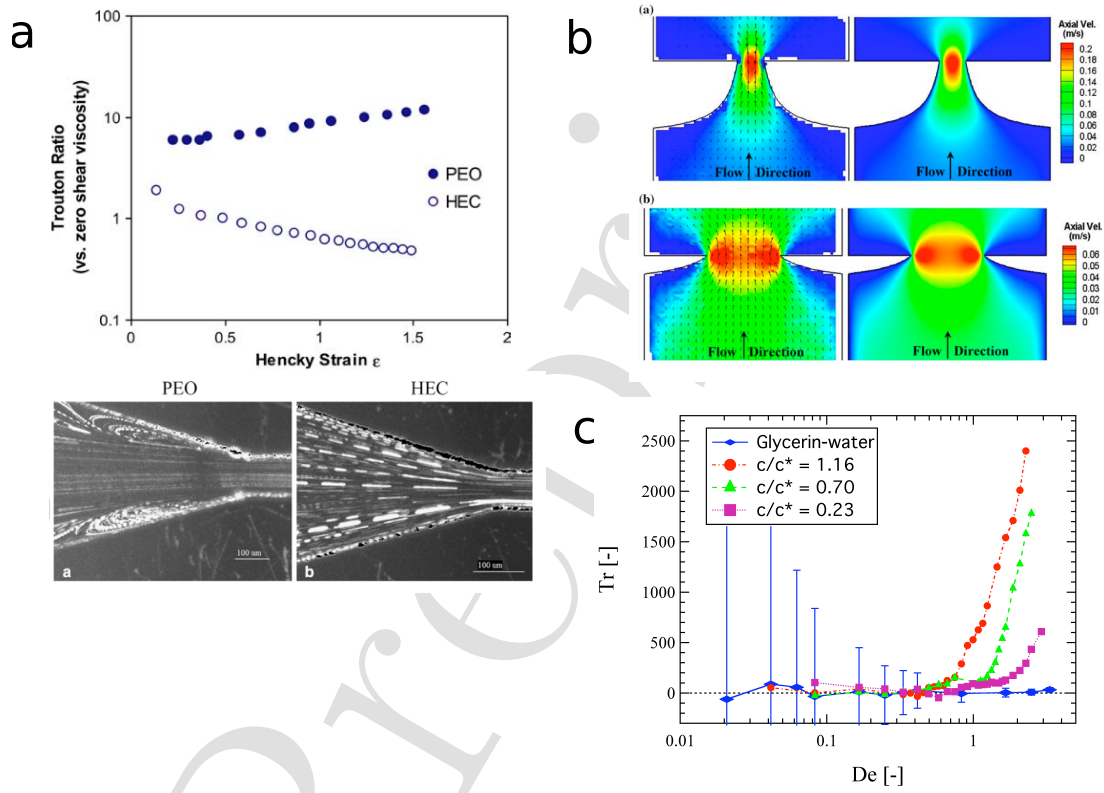 a
100
10
1
0.1
Trouton Ratio
(vs. zero shear viscosity)
PEO
HEC
0
0.5
1
1.5
2
Hencky Strain ε
PEO
HEC
100 um
a
100 um
b
b
(a)
Axial Vel.
(m/s)
0.2
0.18
0.16
0.14
0.12
0.1
0.08
0.06
0.04
0.02
0
Flow Direction
Flow Direction
(b)
Axial Vel.
(m/s)
0.06
0.05
0.04
0.03
0.02
0.01
0
Flow Direction
Flow Direction
c
Glycerin-water
c/c* = 1.16
c/c* = 0.70
c/c* = 0.23
2500
2000
1500
1000
500
0
Tr [-]
0.01
0.1
1
De [-]